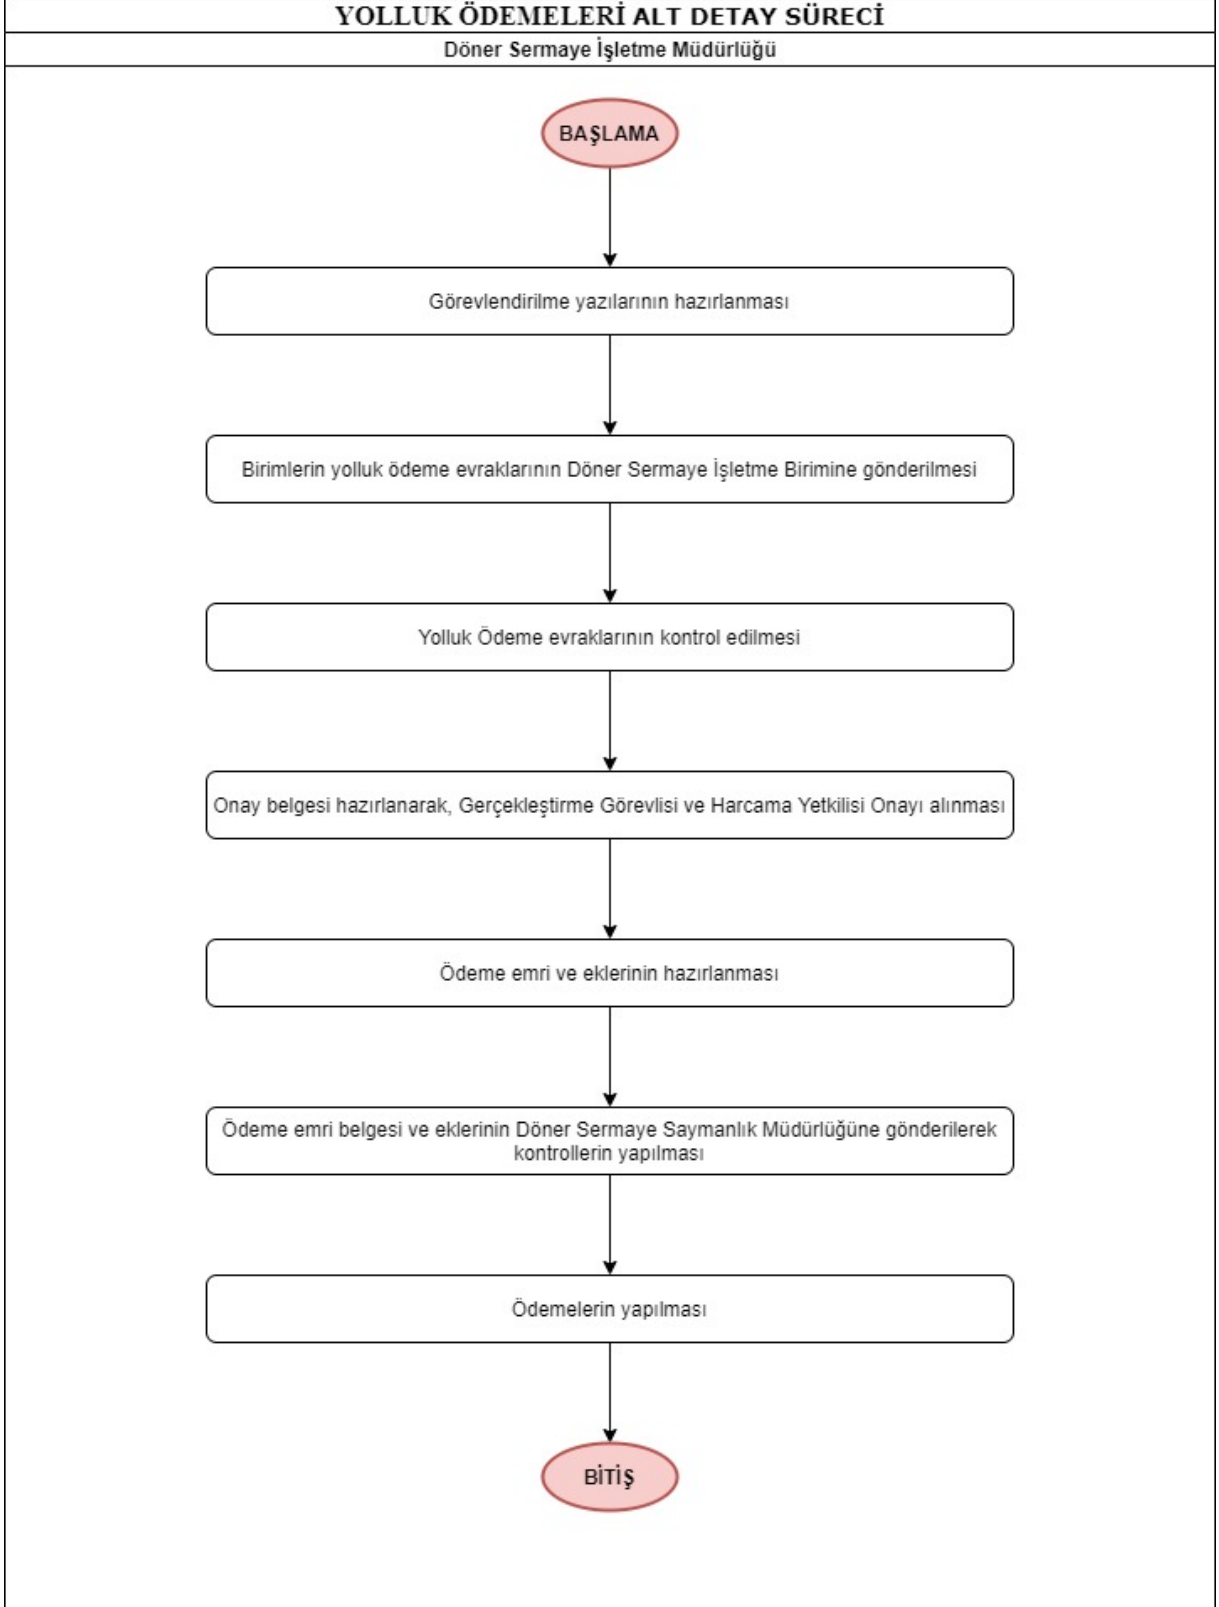 YOLLUK ÖDEMELERİ ALT DETAY SÜRECİ
Döner Sermaye İşletme Müdürlüğü
BAŞLAMA
Görevlendirilme yazılarının hazırlanması
Birimlerin yolluk ödeme evraklarının Döner Sermaye İşletme Birimine gönderilmesi
Yolluk Ödeme evraklarının kontrol edilmesi
Onay belgesi hazırlanarak, Gerçekleştirme Görevlisi ve Harcama Yetkilisi Onayı alınması
Ödeme emri ve eklerinin hazırlanması
Ödeme emri belgesi ve eklerinin Döner Sermaye Saymanlık Müdürlüğüne gönderilerek
kontrollerin yapılması
Ödemelerin yapılması
BİTİŞ